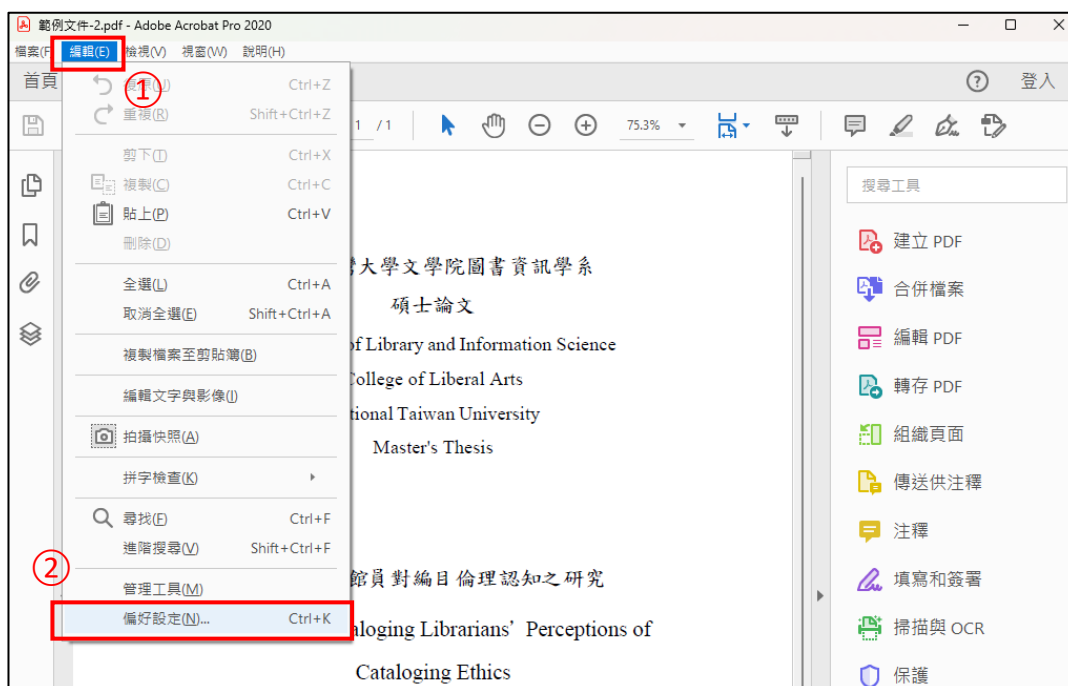 範例文件-2.pdf - Adobe Acrobat Pro 2020
檔案(F 編輯(E) 檢視(V) 視窗(W) 說明(H)
首頁 登入
①
復原(U) Ctrl+Z
重複(R) Shift+Ctrl+Z
1 / 1 75.3%
剪下(T) Ctrl+X
複製(C) Ctrl+C
貼上(P) Ctrl+V
刪除(D)
全選(L) Ctrl+A
取消全選(E) Shift+Ctrl+A
複製檔案至剪貼簿(B)
編輯文字與影像(I)
拍攝快照(A)
拼字檢查(K)
尋找(F) Ctrl+F
進階搜尋(V) Shift+Ctrl+F
②
管理工具(M)
偏好設定(N)... Ctrl+K
大學文學院圖書資訊學系
碩士論文
of Library and Information Science
College of Liberal Arts
tional Taiwan University
Master's Thesis
館員對編目倫理認知之研究
aloging Librarians' Perceptions of
Cataloging Ethics
搜尋工具
建立 PDF
合併檔案
編輯 PDF
轉存 PDF
組織頁面
傳送供注釋
注釋
填寫和簽署
掃描與 OCR
保護